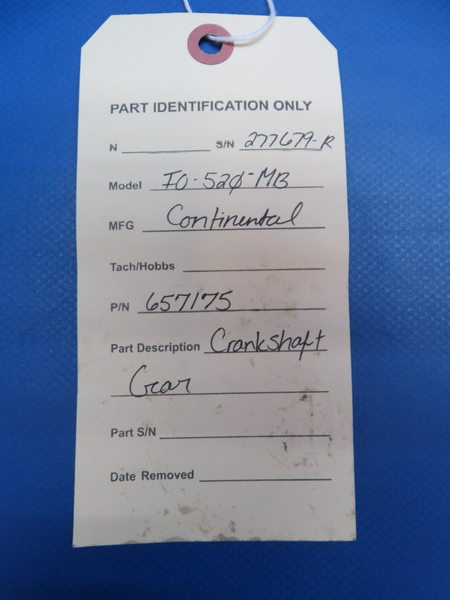 PART IDENTIFICATION ONLY
N S/N 277679-R
Model IO-520-MB
MFG Continental
Tach/Hobbs
P/N 657175
Part Description Crankshaft
Gear
Part S/N
Date Removed